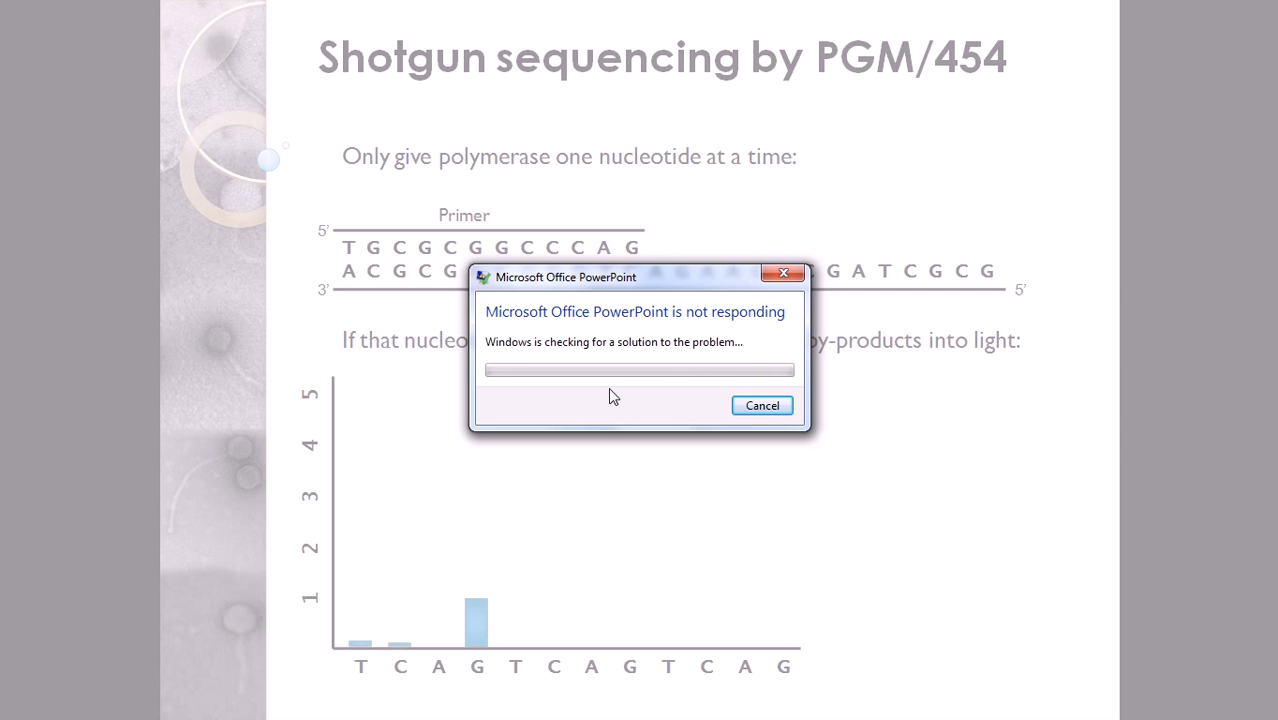 Shotgun sequencing by PGM/454
Only give polymerase one nucleotide at a time:
Primer
5’
T G C G C G G C C C A G
A C G C G A G A A G A T C G C G
3’ 5’
Microsoft Office PowerPoint
Microsoft Office PowerPoint is not responding
Windows is checking for a solution to the problem...
Cancel
If that by-products into light:
5
4
3
2
1
T C A G T C A G T C A G